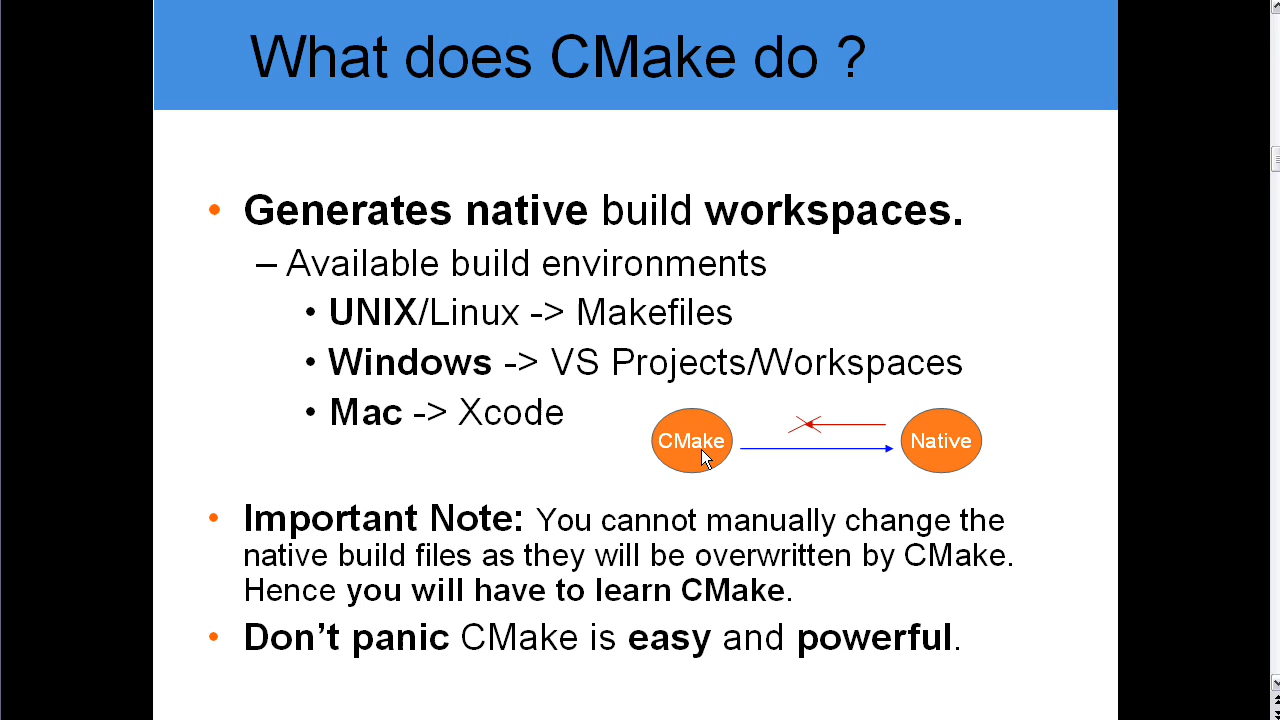 What does CMake do ?
• Generates native build workspaces.
– Available build environments
• UNIX/Linux -> Makefiles
• Windows -> VS Projects/Workspaces
• Mac -> Xcode
CMake
Native
• Important Note: You cannot manually change the
native build files as they will be overwritten by CMake.
Hence you will have to learn CMake.
• Don’t panic CMake is easy and powerful.